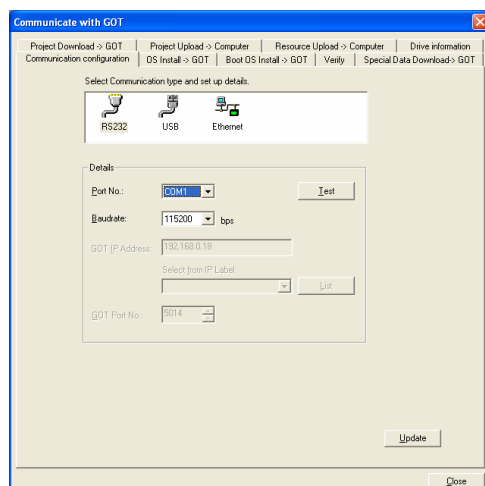 Communicate with GOT
Project Download -> GOT Project Upload -> Computer Resource Upload -> Computer Drive information
Communication configuration OS Install -> GOT Boot OS Install -> GOT Verify Special Data Download-> GOT
Select Communication type and set up details.
RS232 USB Ethernet
Details
Port No.: COM1 Test
Baudrate: 115200 bps
GOT IP Address: 192.168.0.18
Select from IP Label:
List
GOT Port No.: 5014
Update
Close